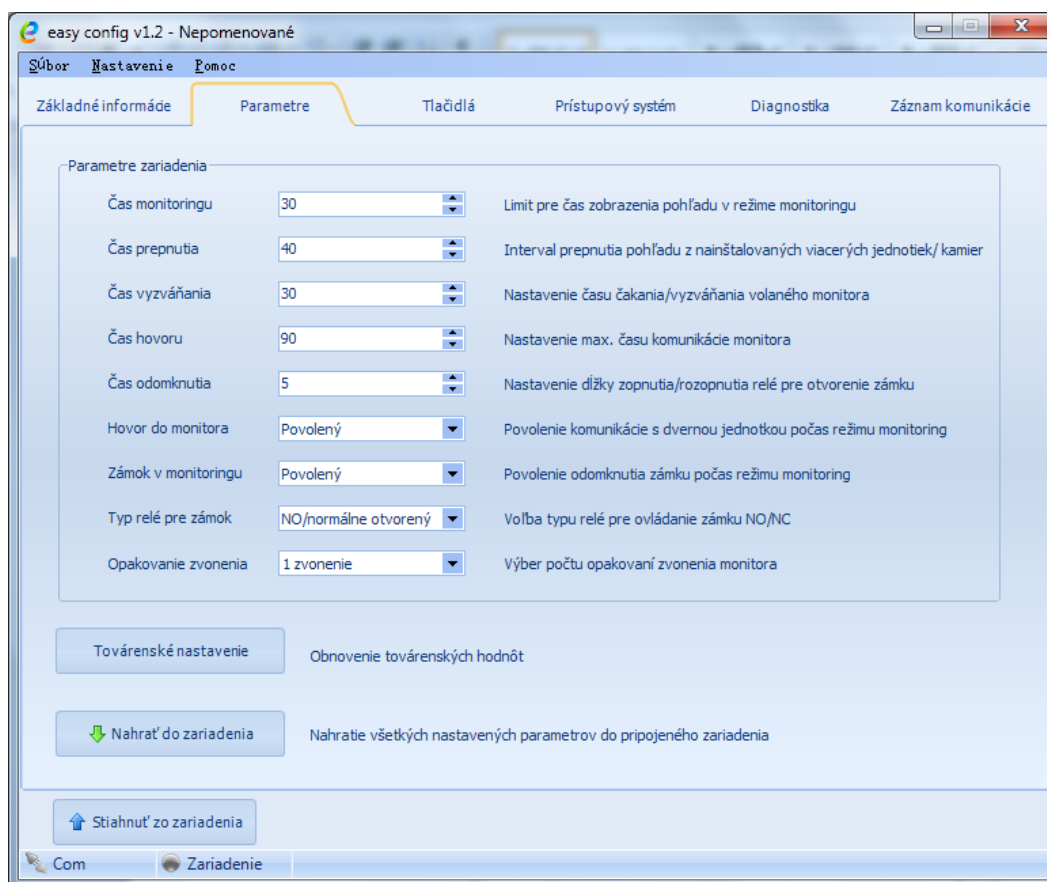 easy config v1.2 - Nepomenované
Súbor Nastavenie Pomoc
Základné informácie Parametre Tlačidlá Prístupový systém Diagnostika Záznam komunikácie
Parametre zariadenia
Čas monitoringu 30 Limit pre čas zobrazenia pohľadu v režime monitoringu
Čas prepnutia 40 Interval prepnutia pohľadu z nainštalovaných viacerých jednotiek/ kamier
Čas vyzváňania 30 Nastavenie času čakania/vyzváňania volaného monitora
Čas hovoru 90 Nastavenie max. času komunikácie monitora
Čas odomknutia 5 Nastavenie dĺžky zopnutia/rozopnutia relé pre otvorenie zámku
Hovor do monitora Povolený Povolenie komunikácie s dvernou jednotkou počas režimu monitoring
Zámok v monitoringu Povolený Povolenie odomknutia zámku počas režimu monitoring
Typ relé pre zámok NO/normálne otvorený Voľba typu relé pre ovládanie zámku NO/NC
Opakovanie zvonenia 1 zvonenie Výber počtu opakovaní zvonenia monitora
Továrenské nastavenie Obnovenie továrenských hodnôt
Nahrať do zariadenia Nahratie všetkých nastavených parametrov do pripojeného zariadenia
Stiahnuť zo zariadenia
Com Zariadenie